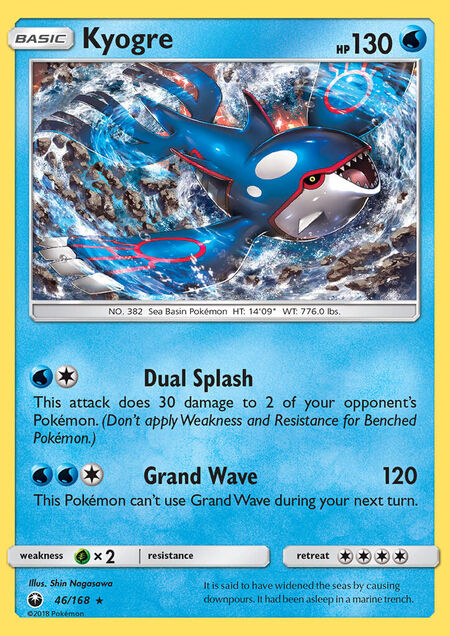 BASIC Kyogre HP 130
NO. 382 Sea Basin Pokémon HT: 14'09" WT: 776.0 lbs.
Dual Splash
This attack does 30 damage to 2 of your opponent's
Pokémon. (Don't apply Weakness and Resistance for Benched
Pokémon.)
Grand Wave 120
This Pokémon can't use Grand Wave during your next turn.
weakness ×2 resistance retreat
Illus. Shin Nagasawa
46/168 ★
©2018 Pokémon
It is said to have widened the seas by causing
downpours. It had been asleep in a marine trench.